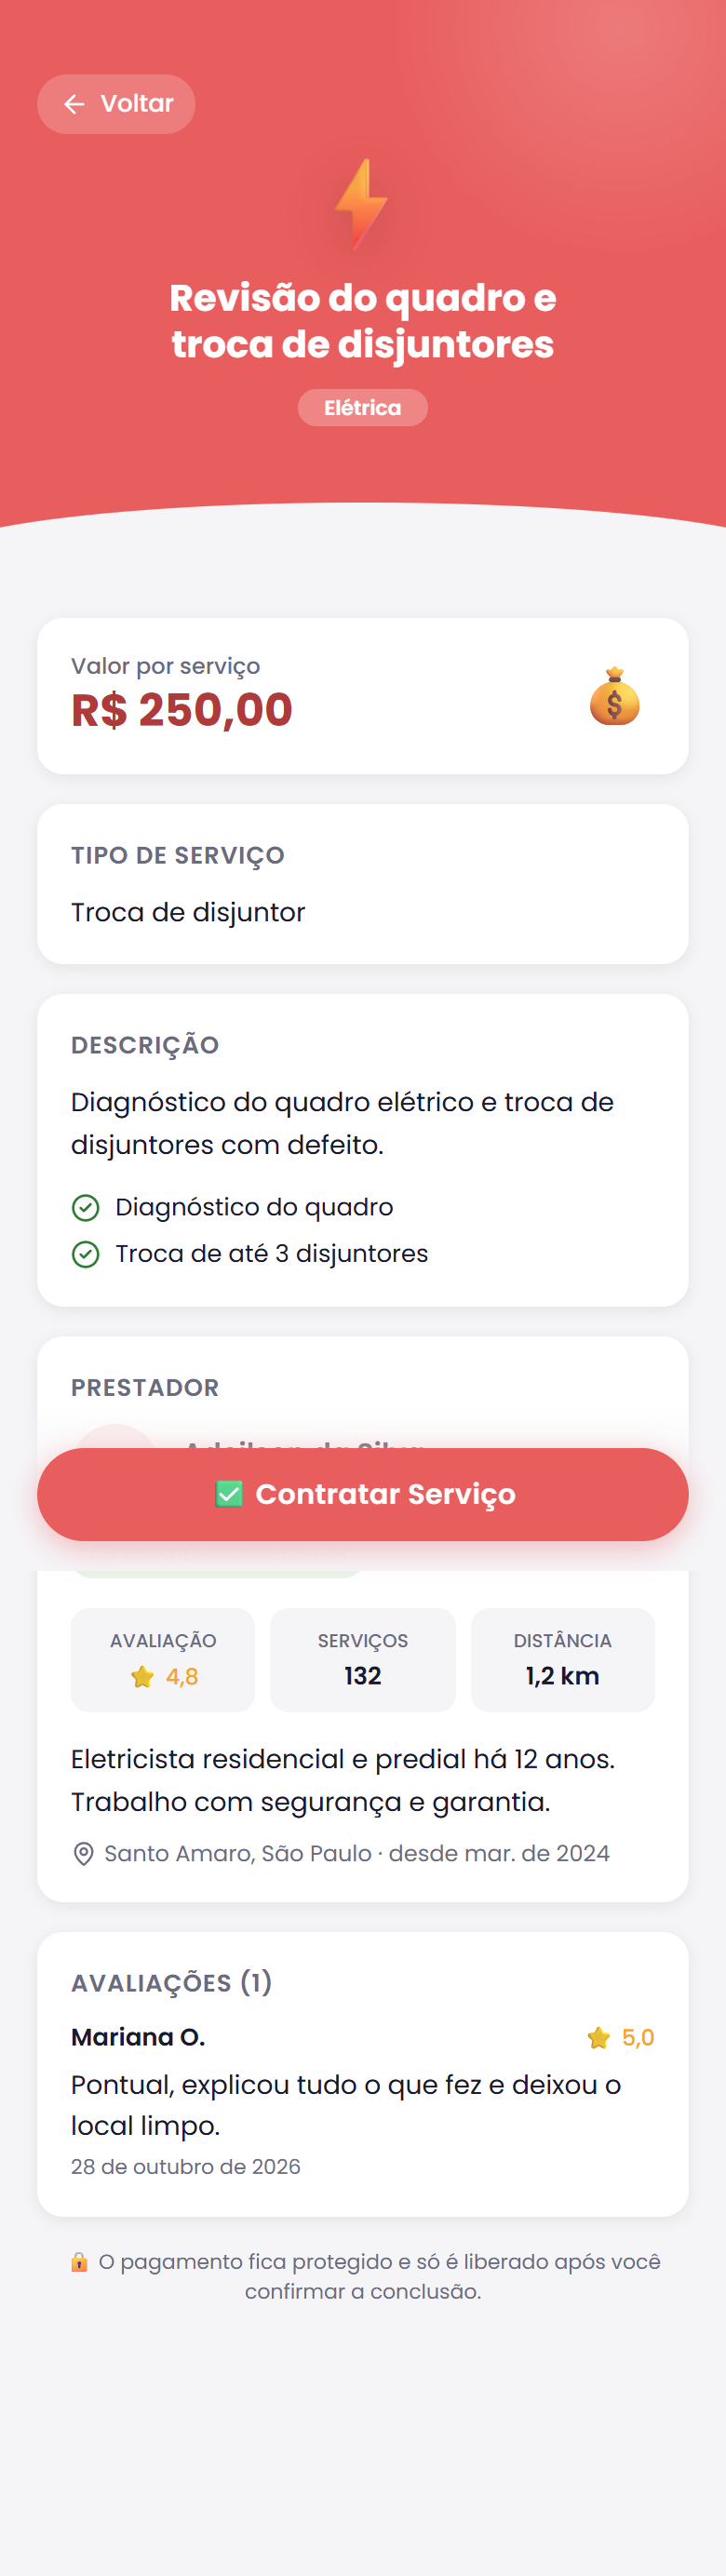 Voltar
Revisão do quadro e
troca de disjuntores
Elétrica
Valor por serviço
R$ 250,00
TIPO DE SERVIÇO
Troca de disjuntor
DESCRIÇÃO
Diagnóstico do quadro elétrico e troca de
disjuntores com defeito.
Diagnóstico do quadro
Troca de até 3 disjuntores
PRESTADOR
Contratar Serviço
AVALIAÇÃO
4,8
SERVIÇOS
132
DISTÂNCIA
1,2 km
Eletricista residencial e predial há 12 anos.
Trabalho com segurança e garantia.
Santo Amaro, São Paulo · desde mar. de 2024
AVALIAÇÕES (1)
Mariana O.
5,0
Pontual, explicou tudo o que fez e deixou o
local limpo.
28 de outubro de 2026
O pagamento fica protegido e só é liberado após você
confirmar a conclusão.